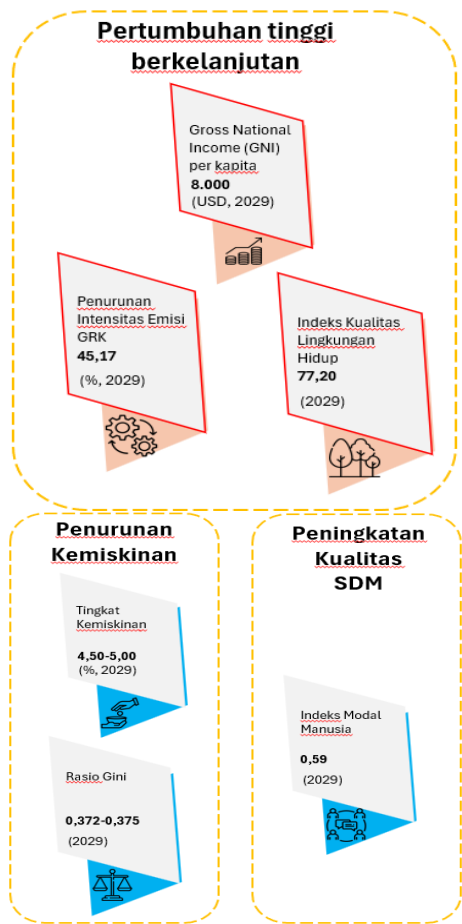 Pertumbuhan tinggi
berkelanjutan
Gross National
Income (GNI)
per kapita
8.000
(USD, 2029)
Penurunan
Intensitas Emisi
GRK
45,17
(%, 2029)
Indeks Kualitas
Lingkungan
Hidup
77,20
(2029)
Penurunan
Kemiskinan
Tingkat
Kemiskinan
4,50-5,00
(%, 2029)
Rasio Gini
0,372-0,375
(2029)
Peningkatan
Kualitas
SDM
Indeks Modal
Manusia
0,59
(2029)